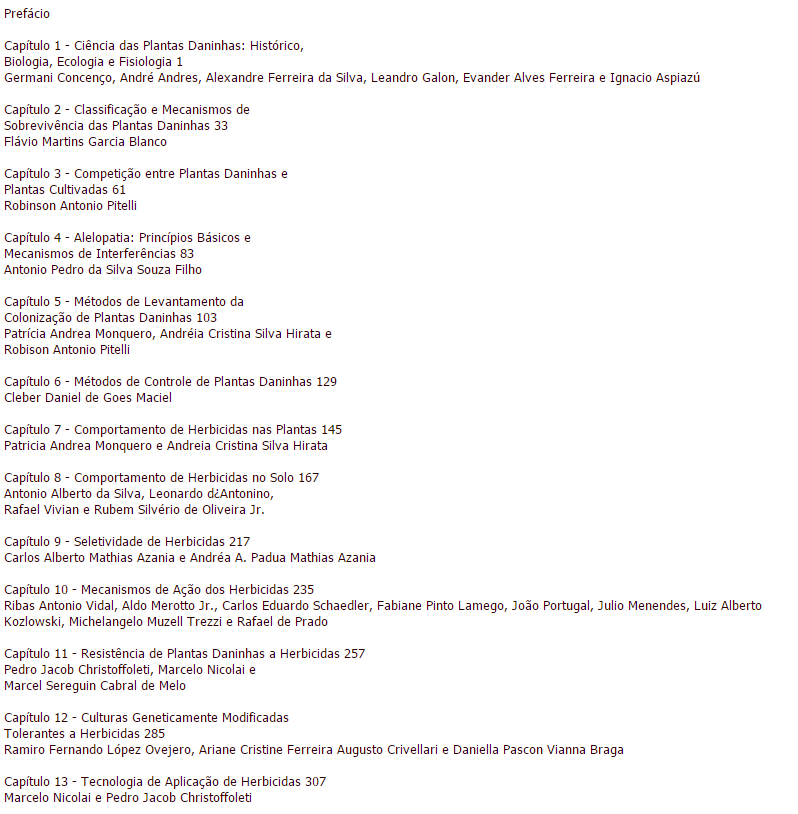 Prefácio
Capítulo 1 - Ciência das Plantas Daninhas: Histórico,
Biologia, Ecologia e Fisiologia 1
Germani Concenço, André Andres, Alexandre Ferreira da Silva, Leandro Galon, Evander Alves Ferreira e Ignacio Aspiazú
Capítulo 2 - Classificação e Mecanismos de
Sobrevivência das Plantas Daninhas 33
Flávio Martins Garcia Blanco
Capítulo 3 - Competição entre Plantas Daninhas e
Plantas Cultivadas 61
Robinson Antonio Pitelli
Capítulo 4 - Alelopatia: Princípios Básicos e
Mecanismos de Interferências 83
Antonio Pedro da Silva Souza Filho
Capítulo 5 - Métodos de Levantamento da
Colonização de Plantas Daninhas 103
Patrícia Andrea Monquero, Andréia Cristina Silva Hirata e
Robison Antonio Pitelli
Capítulo 6 - Métodos de Controle de Plantas Daninhas 129
Cleber Daniel de Goes Maciel
Capítulo 7 - Comportamento de Herbicidas nas Plantas 145
Patricia Andrea Monquero e Andreia Cristina Silva Hirata
Capítulo 8 - Comportamento de Herbicidas no Solo 167
Antonio Alberto da Silva, Leonardo d¿Antonino,
Rafael Vivian e Rubem Silvério de Oliveira Jr.
Capítulo 9 - Seletividade de Herbicidas 217
Carlos Alberto Mathias Azania e Andréa A. Padua Mathias Azania
Capítulo 10 - Mecanismos de Ação dos Herbicidas 235
Ribas Antonio Vidal, Aldo Merotto Jr., Carlos Eduardo Schaedler, Fabiane Pinto Lamego, João Portugal, Julio Menendes, Luiz Alberto
Kozlowski, Michelangelo Muzell Trezzi e Rafael de Prado
Capítulo 11 - Resistência de Plantas Daninhas a Herbicidas 257
Pedro Jacob Christoffoleti, Marcelo Nicolai e
Marcel Sereguin Cabral de Melo
Capítulo 12 - Culturas Geneticamente Modificadas
Tolerantes a Herbicidas 285
Ramiro Fernando López Ovejero, Ariane Cristine Ferreira Augusto Crivellari e Daniella Pascon Vianna Braga
Capítulo 13 - Tecnologia de Aplicação de Herbicidas 307
Marcelo Nicolai e Pedro Jacob Christoffoleti